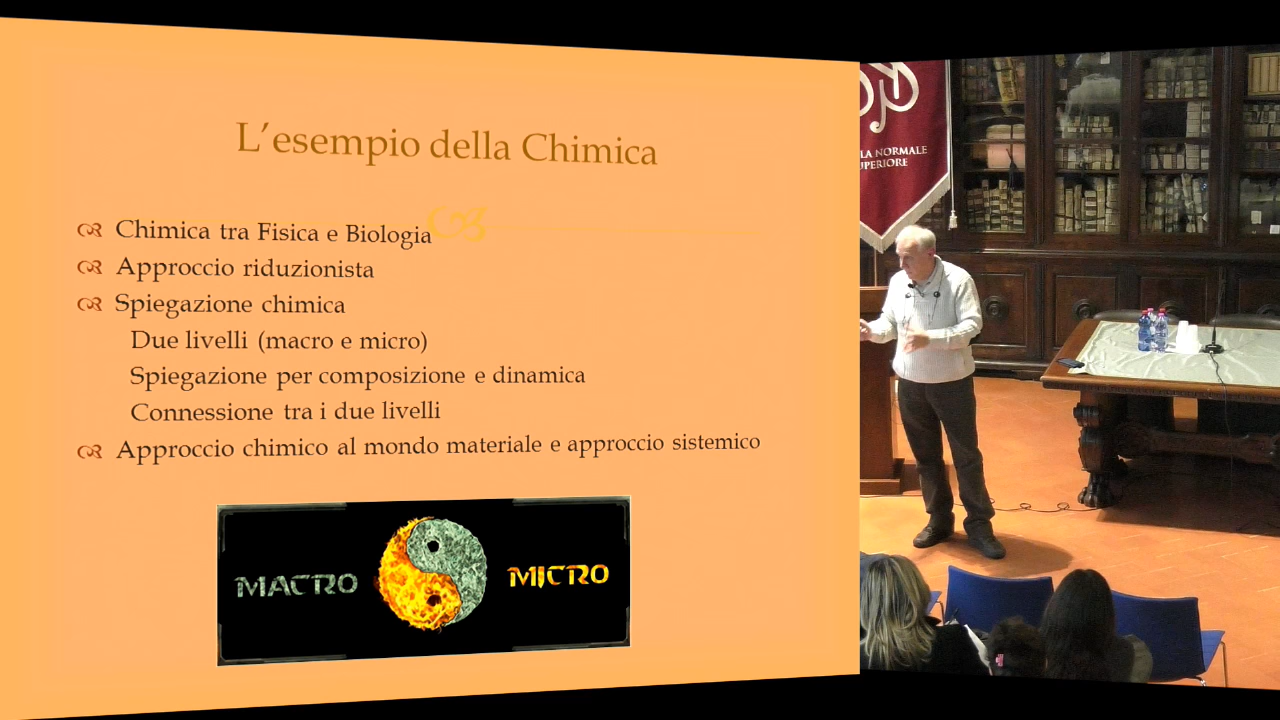 L'esempio della Chimica
Chimica tra Fisica e Biologia
Approccio riduzionista
Spiegazione chimica
Due livelli (macro e micro)
Spiegazione per composizione e dinamica
Connessione tra i due livelli
Approccio chimico al mondo materiale e approccio sistemico
MACRO MICRO
LA NORMALE
PERIORE